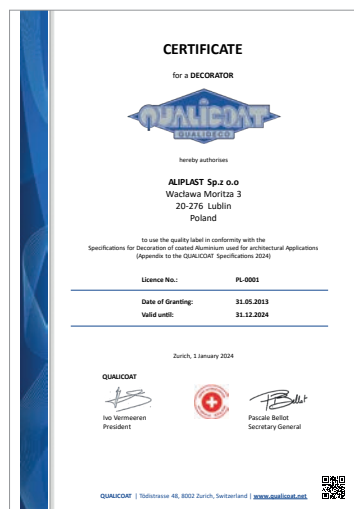 CERTIFICATE
for a DECORATOR
QUALICOAT
QUALIDECO
hereby authorises
ALIPLAST Sp.z o.o
Wacława Moritza 3
20-276 Lublin
Poland
to use the quality label in conformity with the
Specifications for Decoration of coated Aluminium used for architectural Applications
(Appendix to the QUALICOAT Specifications 2024)
Licence No.: PL-0001
Date of Granting: 31.05.2013
Valid until: 31.12.2024
Zurich, 1 January 2024
QUALICOAT
Ivo Vermeeren
President
Pascale Bellot
Secretary General
QUALICOAT | Tödistrasse 48, 8002 Zurich, Switzerland | www.qualicoat.net